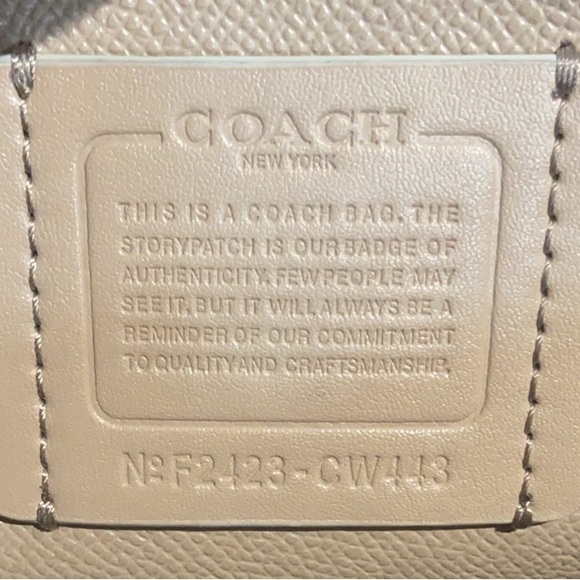 COACH
NEW YORK
THIS IS A COACH BAG. THE
STORYPATCH IS OUR BADGE OF
AUTHENTICITY. FEW PEOPLE MAY
SEE IT, BUT IT WILL ALWAYS BE A
REMINDER OF OUR COMMITMENT
TO QUALITY AND CRAFTSMANSHIP.
Nº F2423-CW443